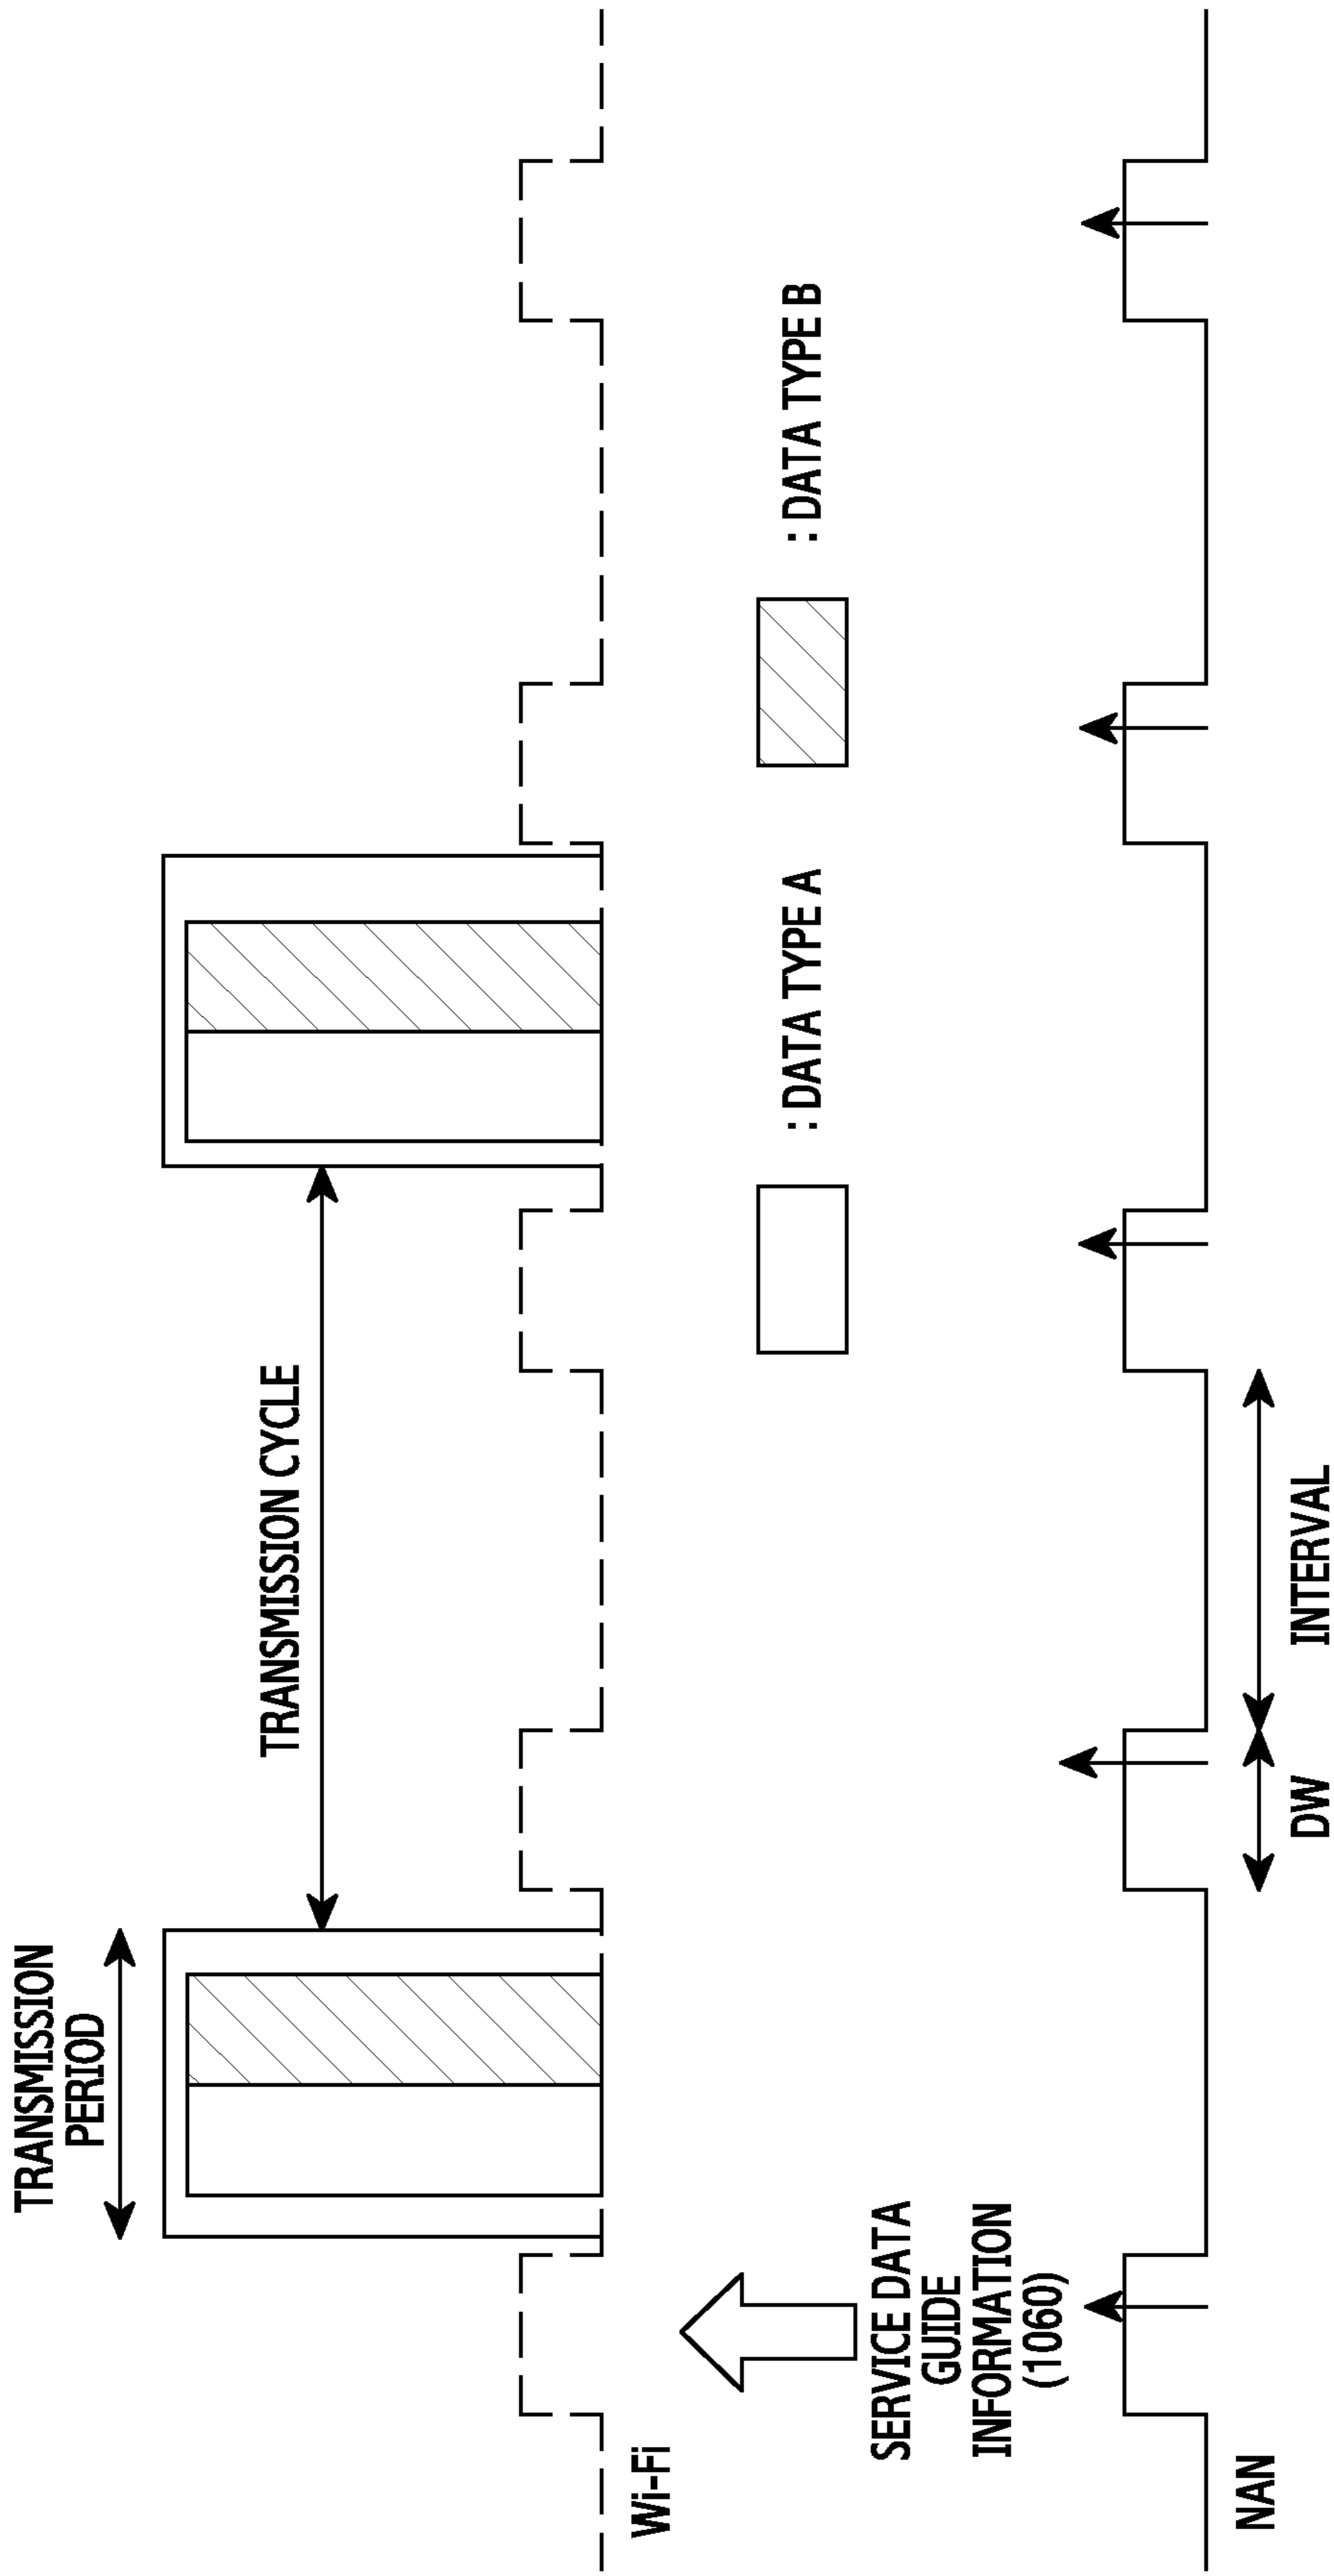 TRANSMISSION
PERIOD
TRANSMISSION CYCLE
Wi-Fi
SERVICE DATA
GUIDE
INFORMATION
(1060)
: DATA TYPE A
: DATA TYPE B
NAN
DW
INTERVAL